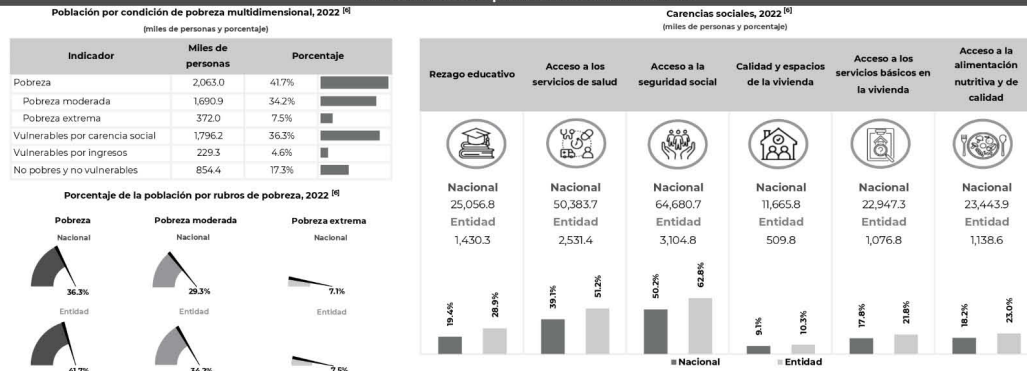 Población por condición de pobreza multidimensional, 2022 [6]
(miles de personas y porcentaje)
Indicador Miles de personas Porcentaje
Pobreza 2,063.0 41.7%
Pobreza moderada 1,690.9 34.2%
Pobreza extrema 372.0 7.5%
Vulnerables por carencia social 1,796.2 36.3%
Vulnerables por ingresos 229.3 4.6%
No pobres y no vulnerables 854.4 17.3%
Porcentaje de la población por rubros de pobreza, 2022 [6]
Pobreza Pobreza moderada Pobreza extrema
Nacional Nacional Nacional
36.3% 29.3% 7.1%
Entidad Entidad Entidad
41.7% 34.2% 7.5%
Carencias sociales, 2022 [6]
(miles de personas y porcentaje)
Rezago educativo
Acceso a los
servicios de salud
Acceso a la
seguridad social
Calidad y espacios
de la vivienda
Acceso a los
servicios básicos en
la vivienda
Acceso a la
alimentación
nutritiva y de
calidad
Nacional Nacional Nacional Nacional Nacional Nacional
25,056.8 50,383.7 64,680.7 11,665.8 22,947.3 23,443.9
Entidad Entidad Entidad Entidad Entidad Entidad
1,430.3 2,531.4 3,104.8 509.8 1,076.8 1,138.6
19.4% 28.9% 39.1% 51.2% 50.2% 62.8% 9.1% 10.3% 17.8% 21.8% 18.2% 23.0%
Nacional Entidad